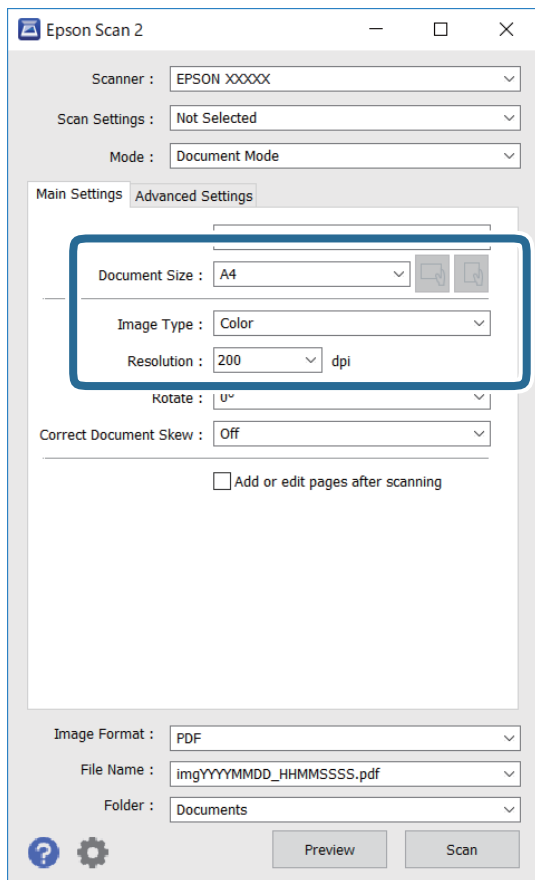 Epson Scan 2
Scanner : EPSON XXXXX
Scan Settings : Not Selected
Mode : Document Mode
Main Settings Advanced Settings
Document Size : A4
Image Type : Color
Resolution : 200 dpi
Rotate : 0°
Correct Document Skew : Off
Add or edit pages after scanning
Image Format : PDF
File Name : imgYYYYMMDD_HHMMSSSS.pdf
Folder : Documents
? Preview Scan